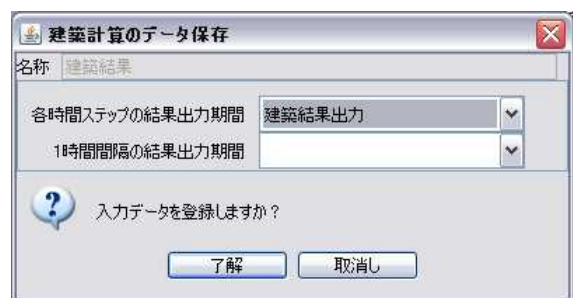 建築計算のデータ保存
名称 建築結果
各時間ステップの結果出力期間 建築結果出力
1時間間隔の結果出力期間
入力データを登録しますか？
了解 取消し